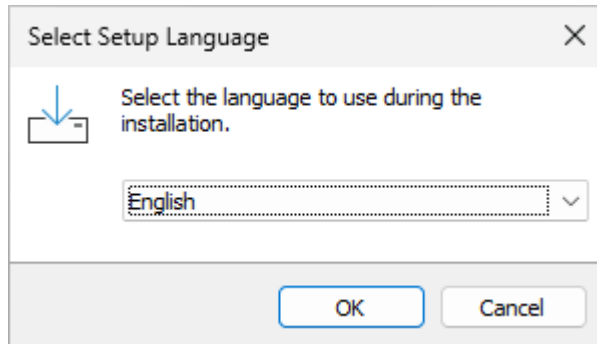 Select Setup Language
Select the language to use during the
installation.
English
OK
Cancel